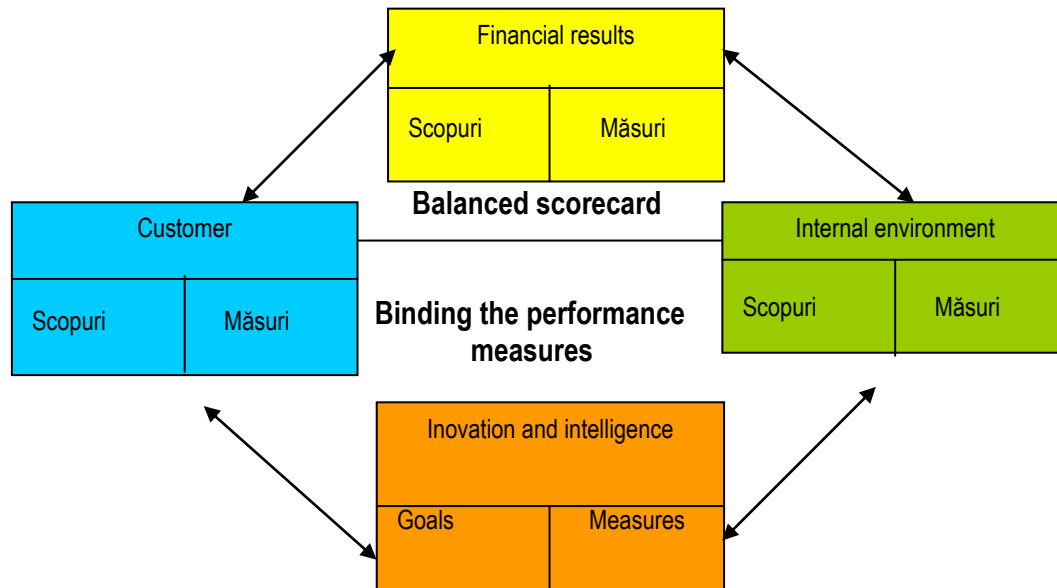 Financial results
Scopuri Măsuri
Balanced scorecard
Customer
Internal environment
Scopuri Măsuri
Scopuri Măsuri
Binding the performance
measures
Inovation and intelligence
Goals Measures